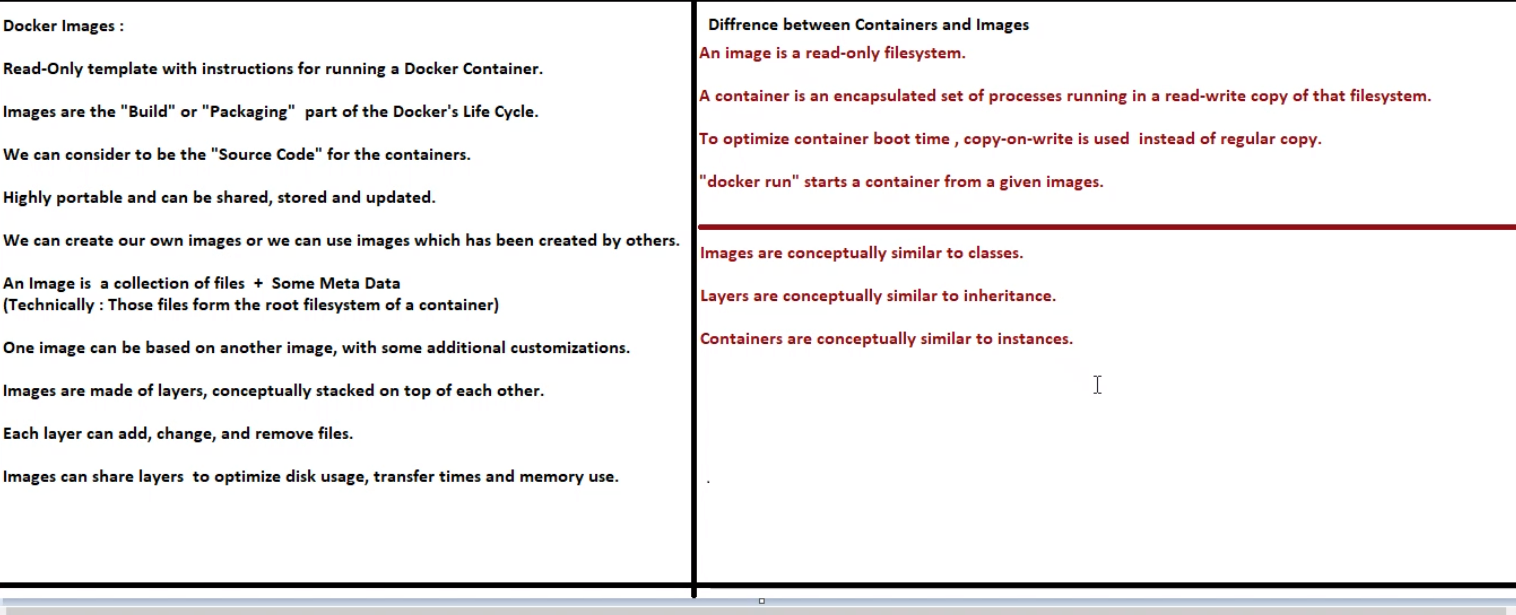 Docker Images :
Read-Only template with instructions for running a Docker Container.
Images are the "Build" or "Packaging"  part of the Docker's Life Cycle.
We can consider to be the "Source Code" for the containers.
Highly portable and can be shared, stored and updated.
We can create our own images or we can use images which has been created by others.
An Image is  a collection of files  +  Some Meta Data
(Technically : Those files form the root filesystem of a container)
One image can be based on another image, with some additional customizations.
Images are made of layers, conceptually stacked on top of each other.
Each layer can add, change, and remove files.
Images can share layers  to optimize disk usage, transfer times and memory use.
Diffrence between Containers and Images
An image is a read-only filesystem.
A container is an encapsulated set of processes running in a read-write copy of that filesystem.
To optimize container boot time , copy-on-write is used  instead of regular copy.
"docker run" starts a container from a given images.
Images are conceptually similar to classes.
Layers are conceptually similar to inheritance.
Containers are conceptually similar to instances.
.